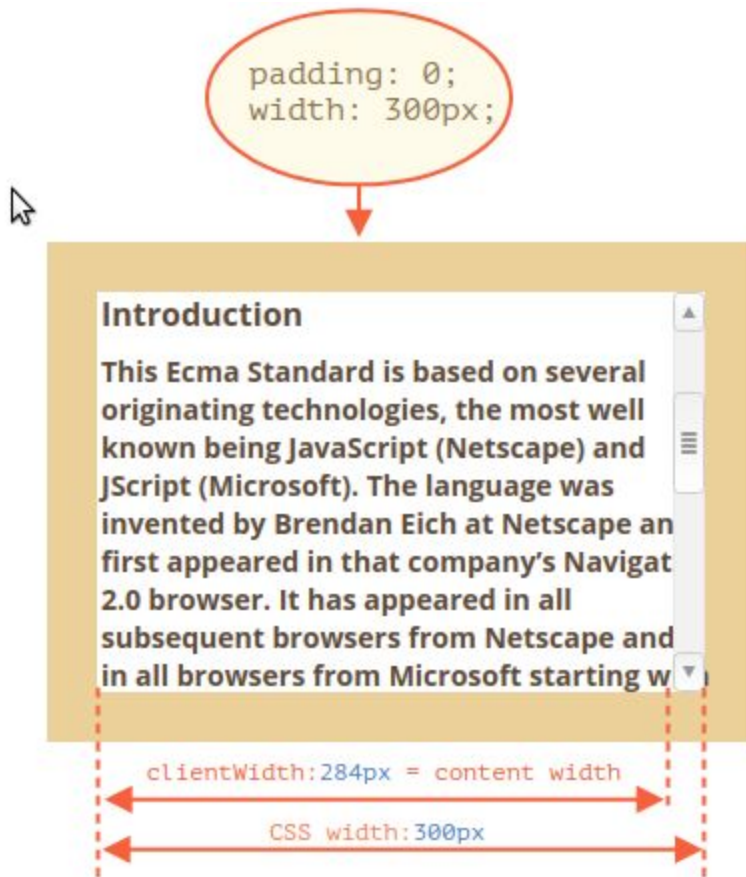 padding: 0;
width: 300px;
Introduction
This Ecma Standard is based on several
originating technologies, the most well
known being JavaScript (Netscape) and
JScript (Microsoft). The language was
invented by Brendan Eich at Netscape an
first appeared in that company’s Navigat
2.0 browser. It has appeared in all
subsequent browsers from Netscape and
in all browsers from Microsoft starting w
clientWidth:284px = content width
CSS width:300px